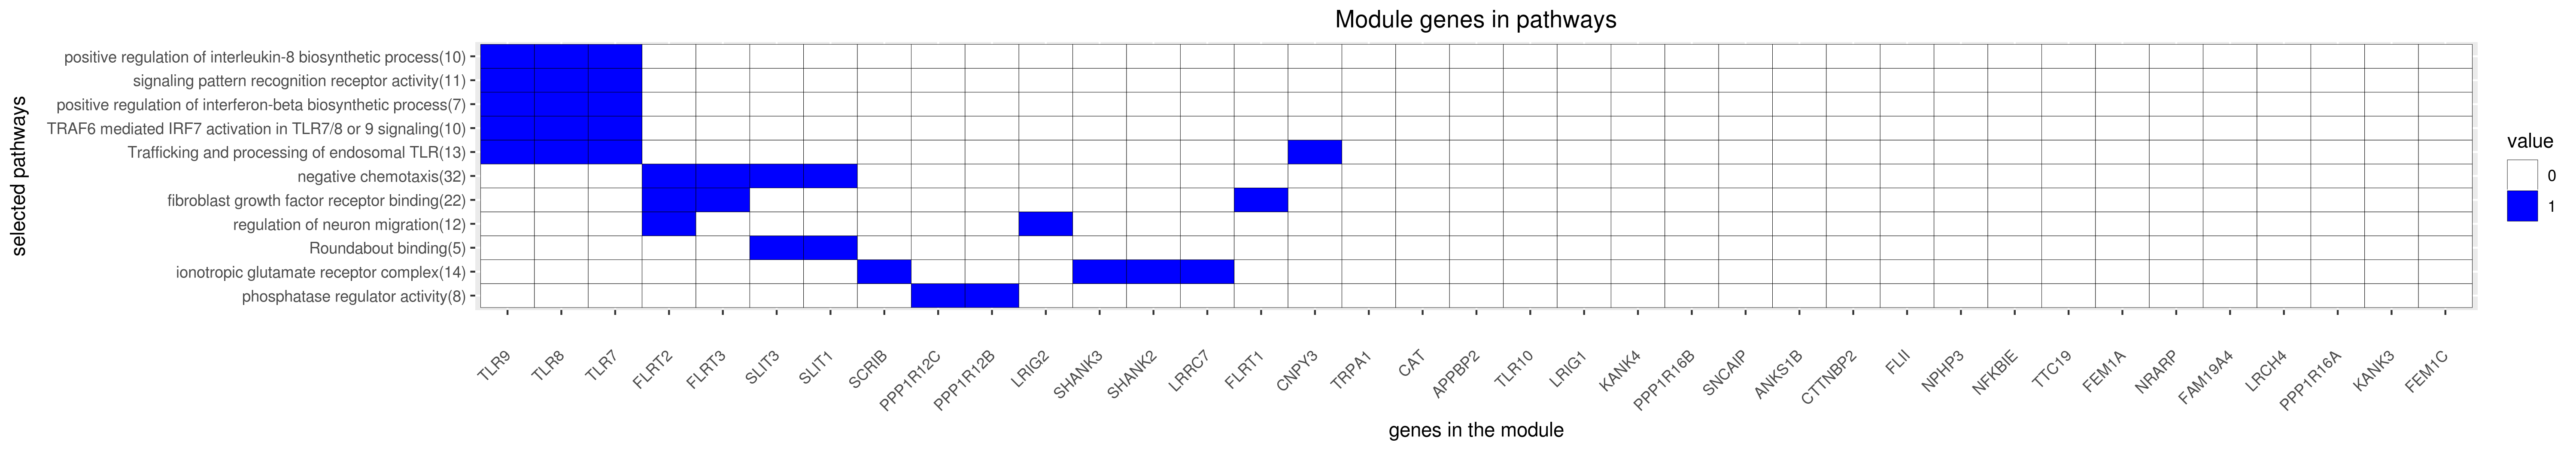 Module genes in pathways
selected pathways
positive regulation of interleukin-8 biosynthetic process(10)
signaling pattern recognition receptor activity(11)
positive regulation of interferon-beta biosynthetic process(7)
TRAF6 mediated IRF7 activation in TLR7/8 or 9 signaling(10)
Trafficking and processing of endosomal TLR(13)
negative chemotaxis(32)
fibroblast growth factor receptor binding(22)
regulation of neuron migration(12)
Roundabout binding(5)
ionotropic glutamate receptor complex(14)
phosphatase regulator activity(8)
value
0
1
TLR9
TLR8
TLR7
FLRT2
FLRT3
SLIT3
SLIT1
SCRIB
PPP1R12C
PPP1R12B
LRIG2
SHANK3
SHANK2
LRRC7
FLRT1
CNPY3
TRPA1
CAT
APPBP2
TLR10
LRIG1
KANK4
PPP1R16B
SNCAIP
ANKS1B
CTTNBP2
FLII
NPHP3
NFKBIE
TTC19
FEM1A
NRARP
FAM19A4
LRCH4
PPP1R16A
KANK3
FEM1C
genes in the module